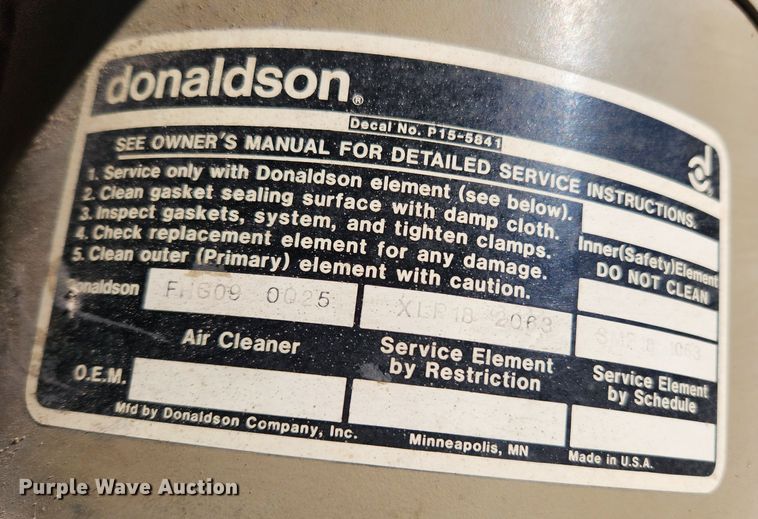 donaldson®
Decal No. P15-5841
SEE OWNER'S MANUAL FOR DETAILED SERVICE INSTRUCTIONS.
1. Service only with Donaldson element (see below).
2. Clean gasket sealing surface with damp cloth.
3. Inspect gaskets, system, and tighten clamps.
4. Check replacement element for any damage.
5. Clean outer (Primary) element with caution.
Inner(Safety)Element
DO NOT CLEAN
Donaldson
FHG09 0025
2063
1063
Air Cleaner
Service Element
by Restriction
Service Element
by Schedule
O.E.M.
Mfd by Donaldson Company, Inc.
Minneapolis, MN
Made in U.S.A.
Purple Wave Auction